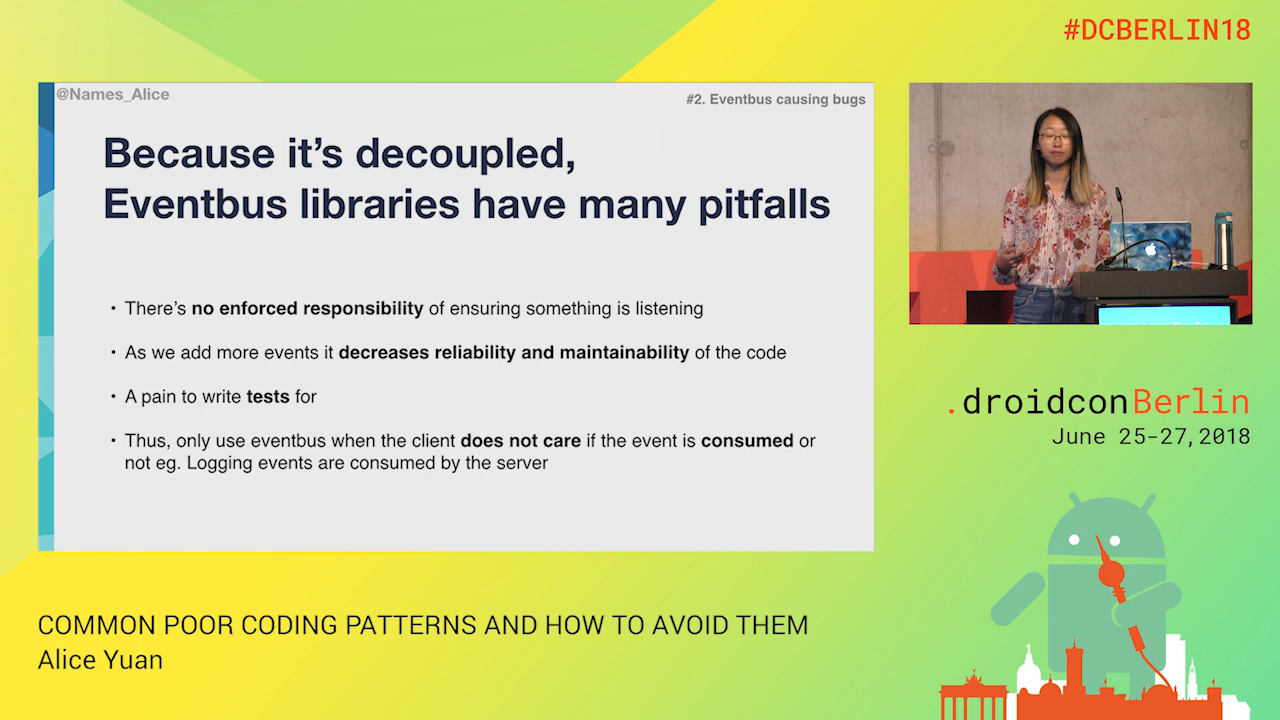 #DCBERLIN18
@Names_Alice
#2. Eventbus causing bugs
Because it's decoupled,
Eventbus libraries have many pitfalls
• There's no enforced responsibility of ensuring something is listening
• As we add more events it decreases reliability and maintainability of the code
• A pain to write tests for
• Thus, only use eventbus when the client does not care if the event is consumed or
not eg. Logging events are consumed by the server
.droidconBerlin
June 25-27,2018
COMMON POOR CODING PATTERNS AND HOW TO AVOID THEM
Alice Yuan